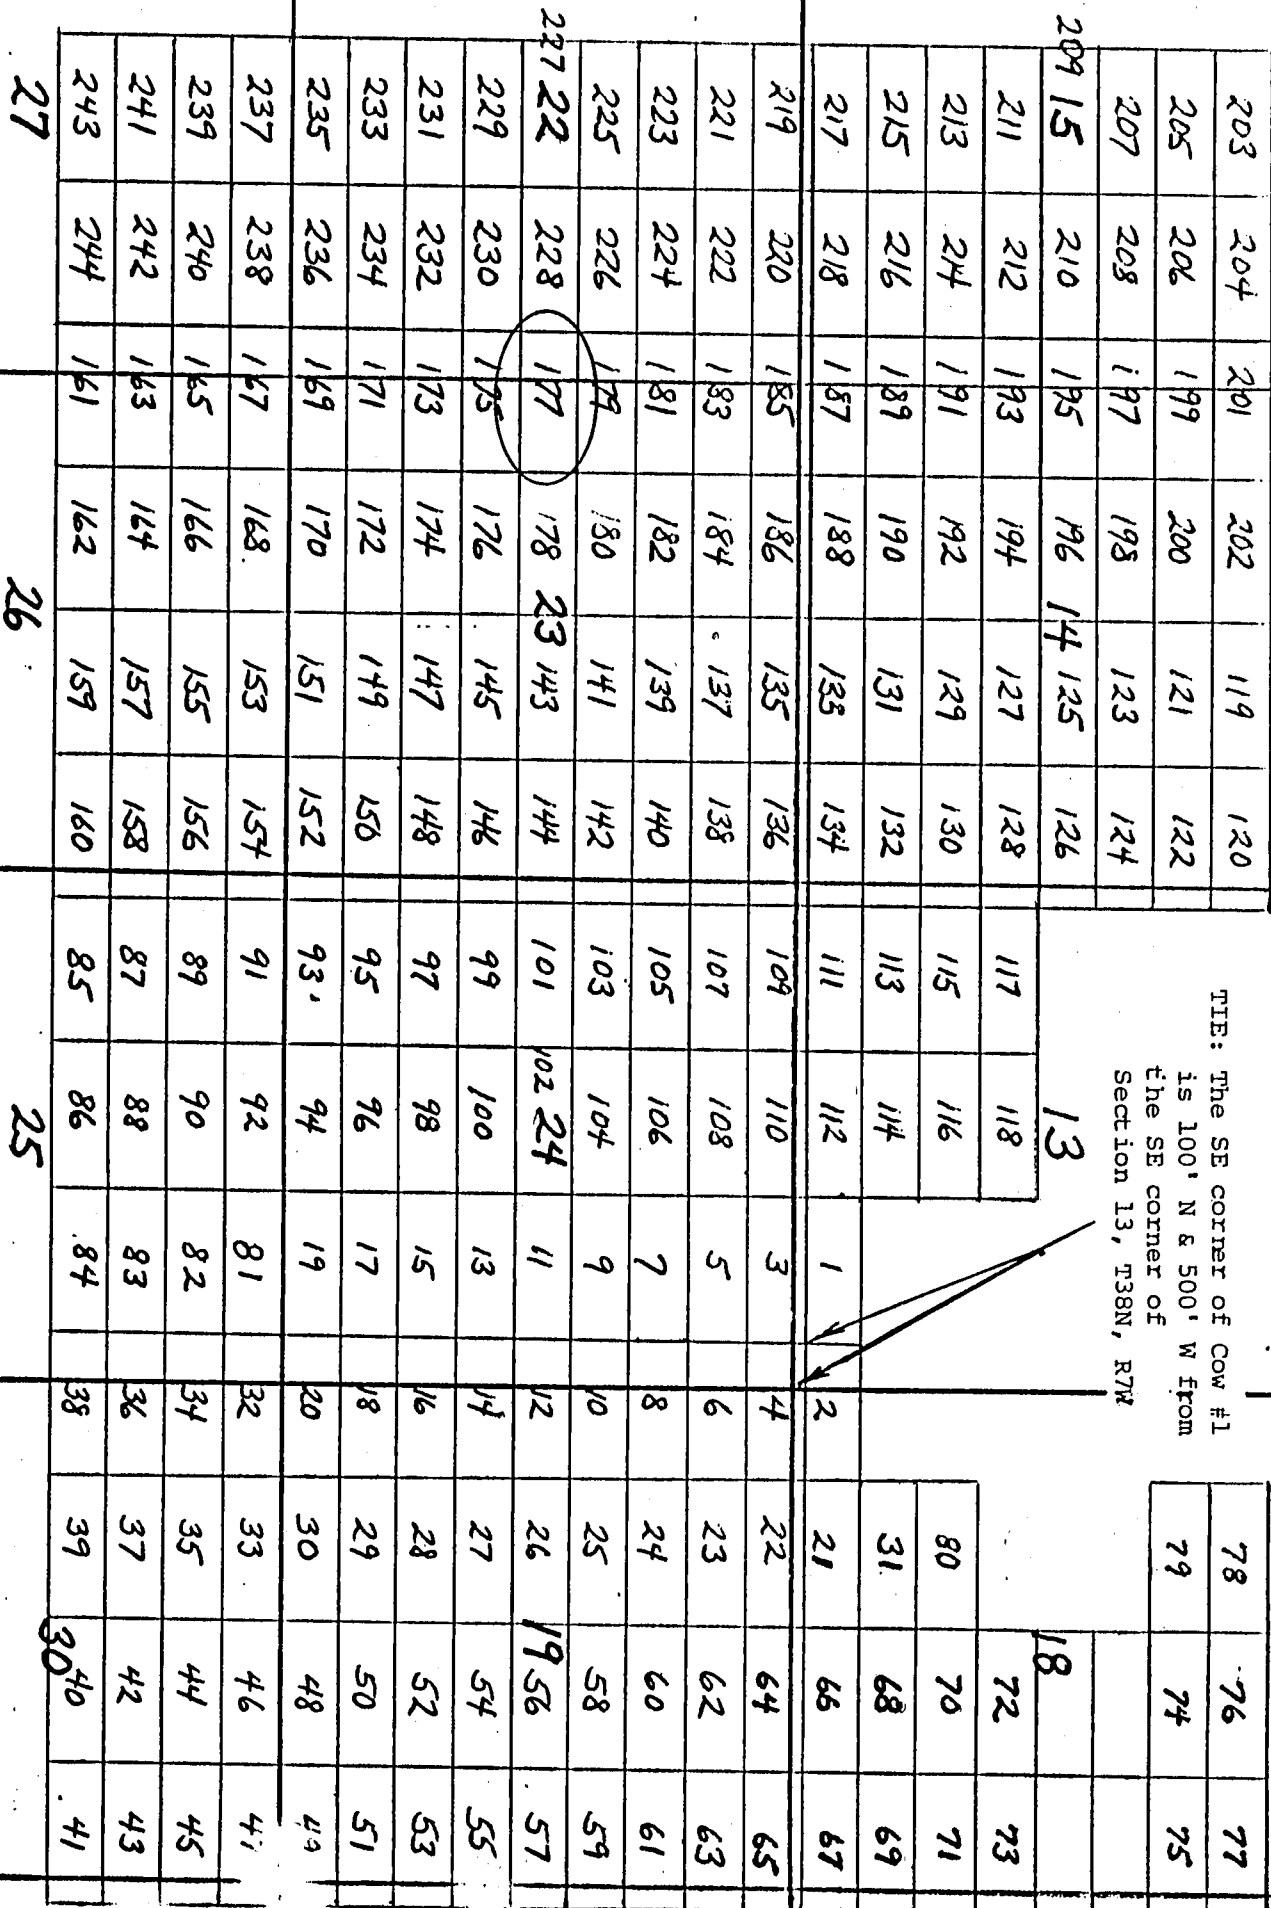 203 204 201 202 119 120
TIE: The SE corner of Cow #1
is 100' N & 500' W from
the SE corner of
Section 13, T38N, R7W
78 76 77
205 206 199 200 121 122 79 74 75
207 208 197 198 123 124
209 15 210 195 196 14 125 126 13 18
211 212 193 194 127 128 117 118 72 73
213 214 191 192 129 130 115 116 80 70 71
215 216 189 190 131 132 113 114 31 68 69
217 218 187 188 133 134 111 112 1 2 21 66 67
219 220 185 186 135 136 109 110 3 4 22 64 65
221 222 183 184 137 138 107 108 5 6 23 62 63
223 224 181 182 139 140 105 106 7 8 24 60 61
225 226 179 180 141 142 103 104 9 10 25 58 59
227 22 228 177 178 23 143 144 101 102 24 11 12 26 19 56 57
229 230 175 176 145 146 99 100 13 14 27 54 55
231 232 173 174 147 148 97 98 15 16 28 52 53
233 234 171 172 149 150 95 96 17 18 29 50 51
235 236 169 170 151 152 93 94 19 20 30 48 49
237 238 167 168 153 154 91 92 81 32 33 46
239 240 165 166 155 156 89 90 82 34 35 44 45
241 242 163 164 157 158 87 88 83 36 37 42 43
243 244 161 162 159 160 85 86 84 38 39 30 40 41
27 26 25